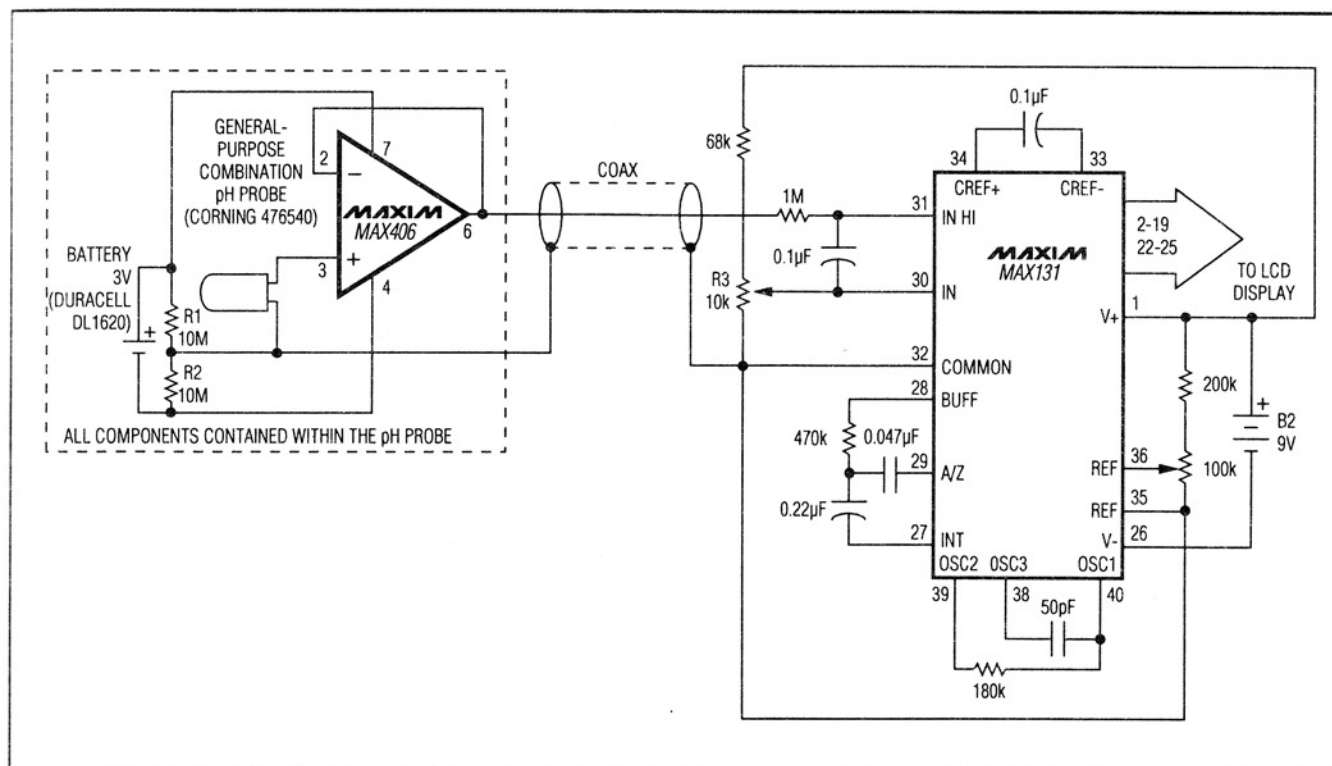 GENERAL-
PURPOSE
COMBINATION
pH PROBE
(CORNING 476540)
BATTERY
3V
(DURACELL
DL1620)
+
R1
10M
R2
10M
2
−
7
MAXIM
MAX406
6
3
+
4
ALL COMPONENTS CONTAINED WITHIN THE pH PROBE
COAX
68k
1M
0.1µF
R3
10k
0.1µF
34
33
CREF+
CREF-
31
IN HI
30
IN
MAXIM
MAX131
2-19
22-25
TO LCD
DISPLAY
1
V+
32
COMMON
28
BUFF
470k
0.047µF
29
A/Z
0.22µF
27
INT
200k
+
B2
9V
36
REF
100k
35
REF
26
V-
OSC2
OSC3
OSC1
39
38
40
50pF
180k